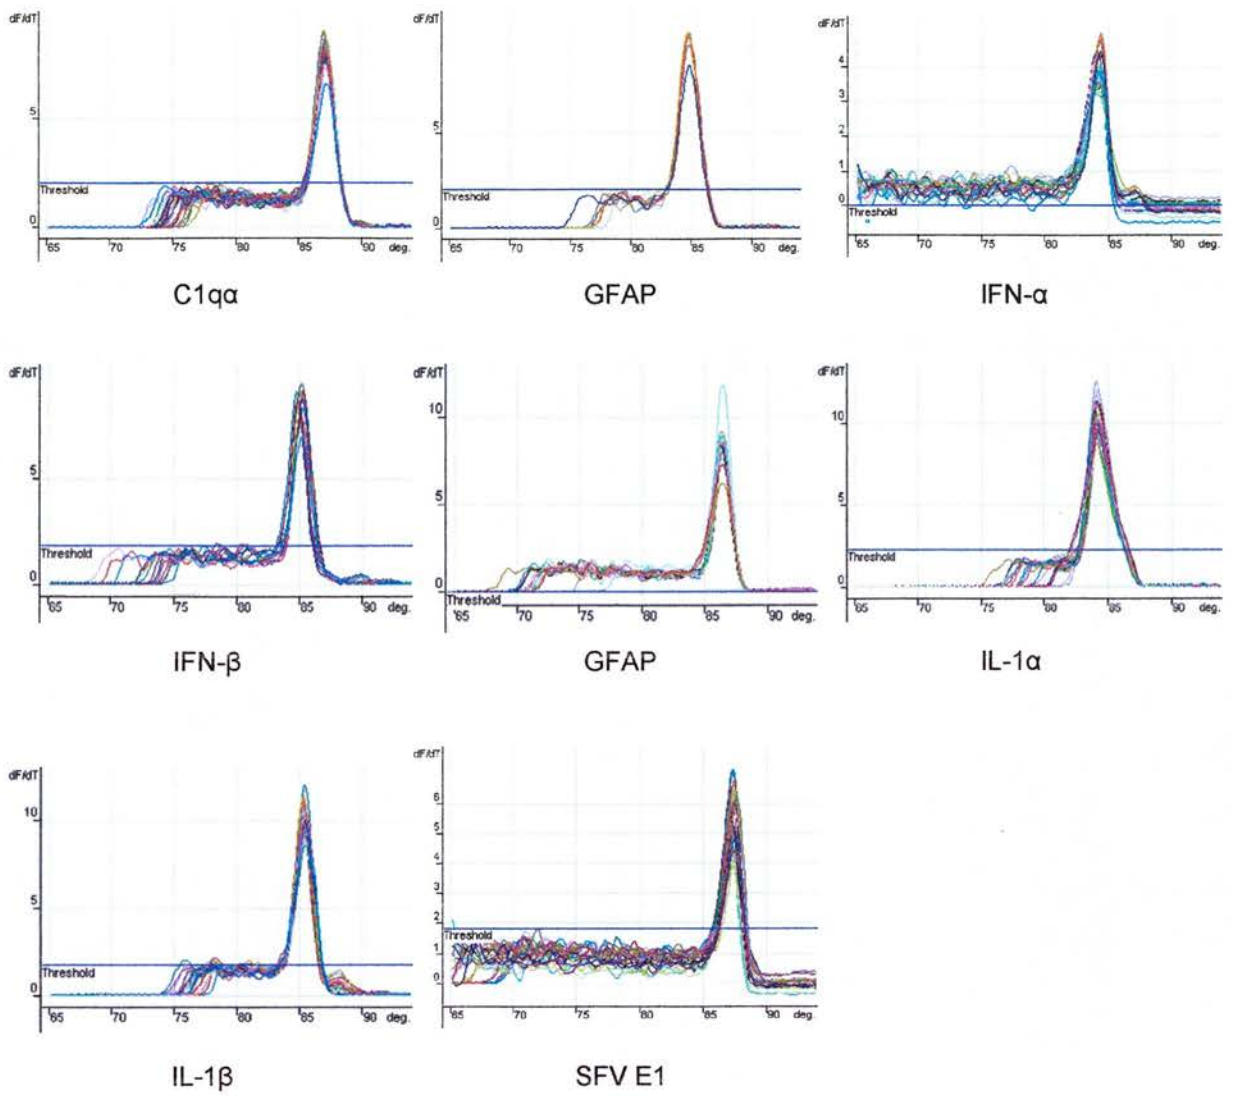 dF/dT
5
Threshold
0
'65 '70 '75 '80 '85 '90 deg.
C1qα
dF/dT
5
Threshold
0
'65 '70 '75 '80 '85 '90 deg.
GFAP
dF/dT
4
3
2
1
0
Threshold
'65 '70 '75 '80 '85 '90 deg.
IFN-α
dF/dT
5
Threshold
0
'65 '70 '75 '80 '85 '90 deg.
IFN-β
dF/dT
10
5
0
Threshold
'65 '70 '75 '80 '85 '90 deg.
GFAP
dF/dT
10
5
Threshold
0
'65 '70 '75 '80 '85 '90 deg.
IL-1α
dF/dT
10
5
Threshold
0
'65 '70 '75 '80 '85 '90 deg.
IL-1β
dF/dT
6
5
4
3
2
Threshold
1
0
'65 '70 '75 '80 '85 '90 deg.
SFV E1